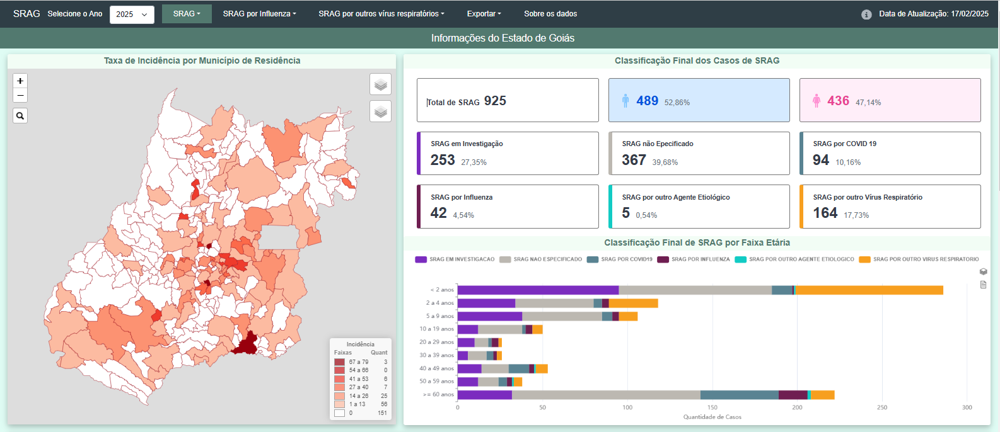 SRAG Selecione o Ano 2025 SRAG SRAG por Influenza SRAG por outros vírus respiratórios Exportar Sobre os dados Data de Atualização: 17/02/2025
Informações do Estado de Goiás
Taxa de Incidência por Município de Residência
+
−
Incidência
Faixas Quant
67 a 79 3
54 a 66 0
41 a 53 6
27 a 40 7
14 a 26 25
1 a 13 56
0 151
Classificação Final dos Casos de SRAG
Total de SRAG 925
489 52,86%
436 47,14%
SRAG em Investigação
253 27,35%
SRAG não Epecificado
367 39,68%
SRAG por COVID 19
94 10,16%
SRAG por Influenza
42 4,54%
SRAG por outro Agente Etiológico
5 0,54%
SRAG por outro Vírus Respiratório
164 17,73%
Classificação Final de SRAG por Faixa Etária
SRAG EM INVESTIGACAO SRAG NAO ESPECIFICADO SRAG POR COVID19 SRAG POR INFLUENZA SRAG POR OUTRO AGENTE ETIOLOGICO SRAG POR OUTRO VIRUS RESPIRATORIO
< 2 anos
2 a 4 anos
5 a 9 anos
10 a 19 anos
20 a 29 anos
30 a 39 anos
40 a 49 anos
50 a 59 anos
>= 60 anos
0 50 100 150 200 250 300
Quantidade de Casos